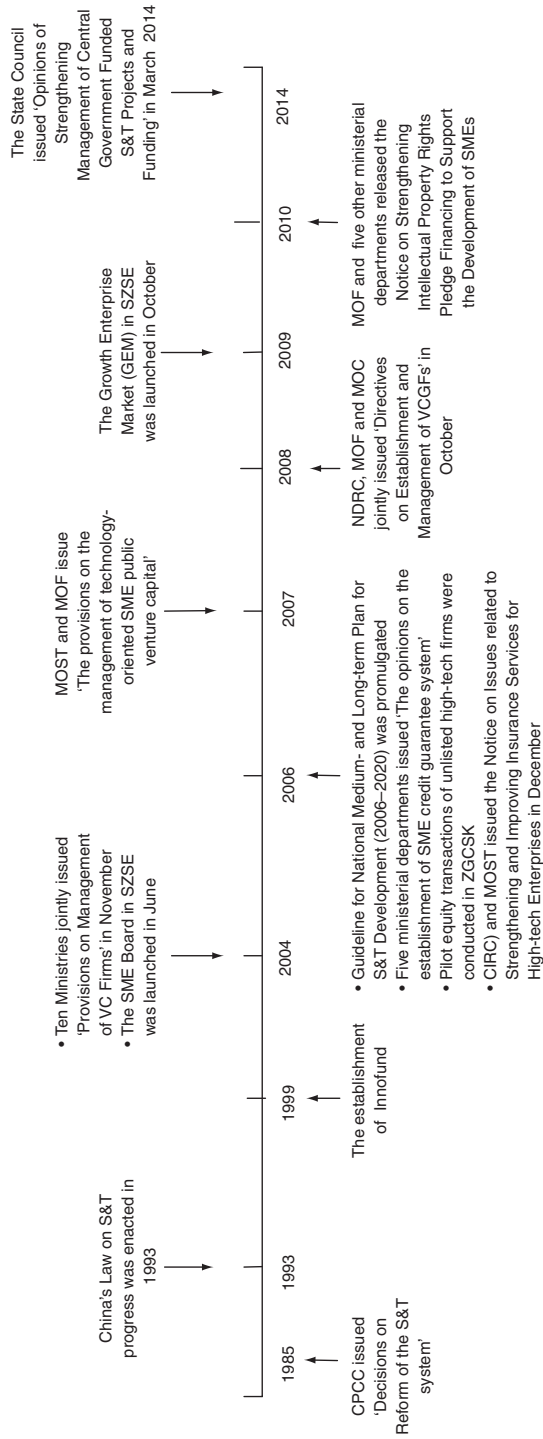 China's Law on S&T
progress was enacted in
1993
• Ten Ministries jointly issued
'Provisions on Management
of VC Firms' in November
• The SME Board in SZSE
was launched in June
MOST and MOF issue
'The provisions on the
management of technology-
oriented SME public
venture capital'
The Growth Enterprise
Market (GEM) in SZSE
was launched in October
The State Council
issued 'Opinions of
Strengthening
Management of Central
Government Funded
S&T Projects and
Funding' in March 2014
1985
1993
1999
2004
2006
2007
2008
2009
2010
2014
CPCC issued
'Decisions on
Reform of the S&T
system'
The establishment
of Innofund
• Guideline for National Medium- and Long-term Plan for
S&T Development (2006–2020) was promulgated
• Five ministerial departments issued 'The opinions on the
establishment of SME credit guarantee system'
• Pilot equity transactions of unlisted high-tech firms were
conducted in ZGCSK
• CIRC) and MOST issued the Notice on Issues related to
Strengthening and Improving Insurance Services for
High-tech Enterprises in December
NDRC, MOF and MOC
jointly issued 'Directives
on Establishment and
Management of VCGFs' in
October
MOF and five other ministerial
departments released the
Notice on Strengthening
Intellectual Property Rights
Pledge Financing to Support
the Development of SMEs